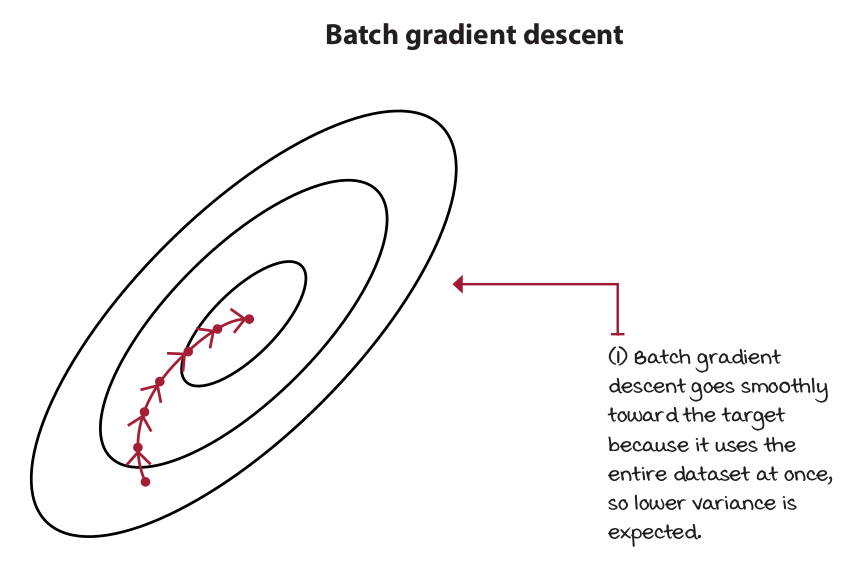 Batch gradient descent
(1) Batch gradient
descent goes smoothly
toward the target
because it uses the
entire dataset at once,
so lower variance is
expected.